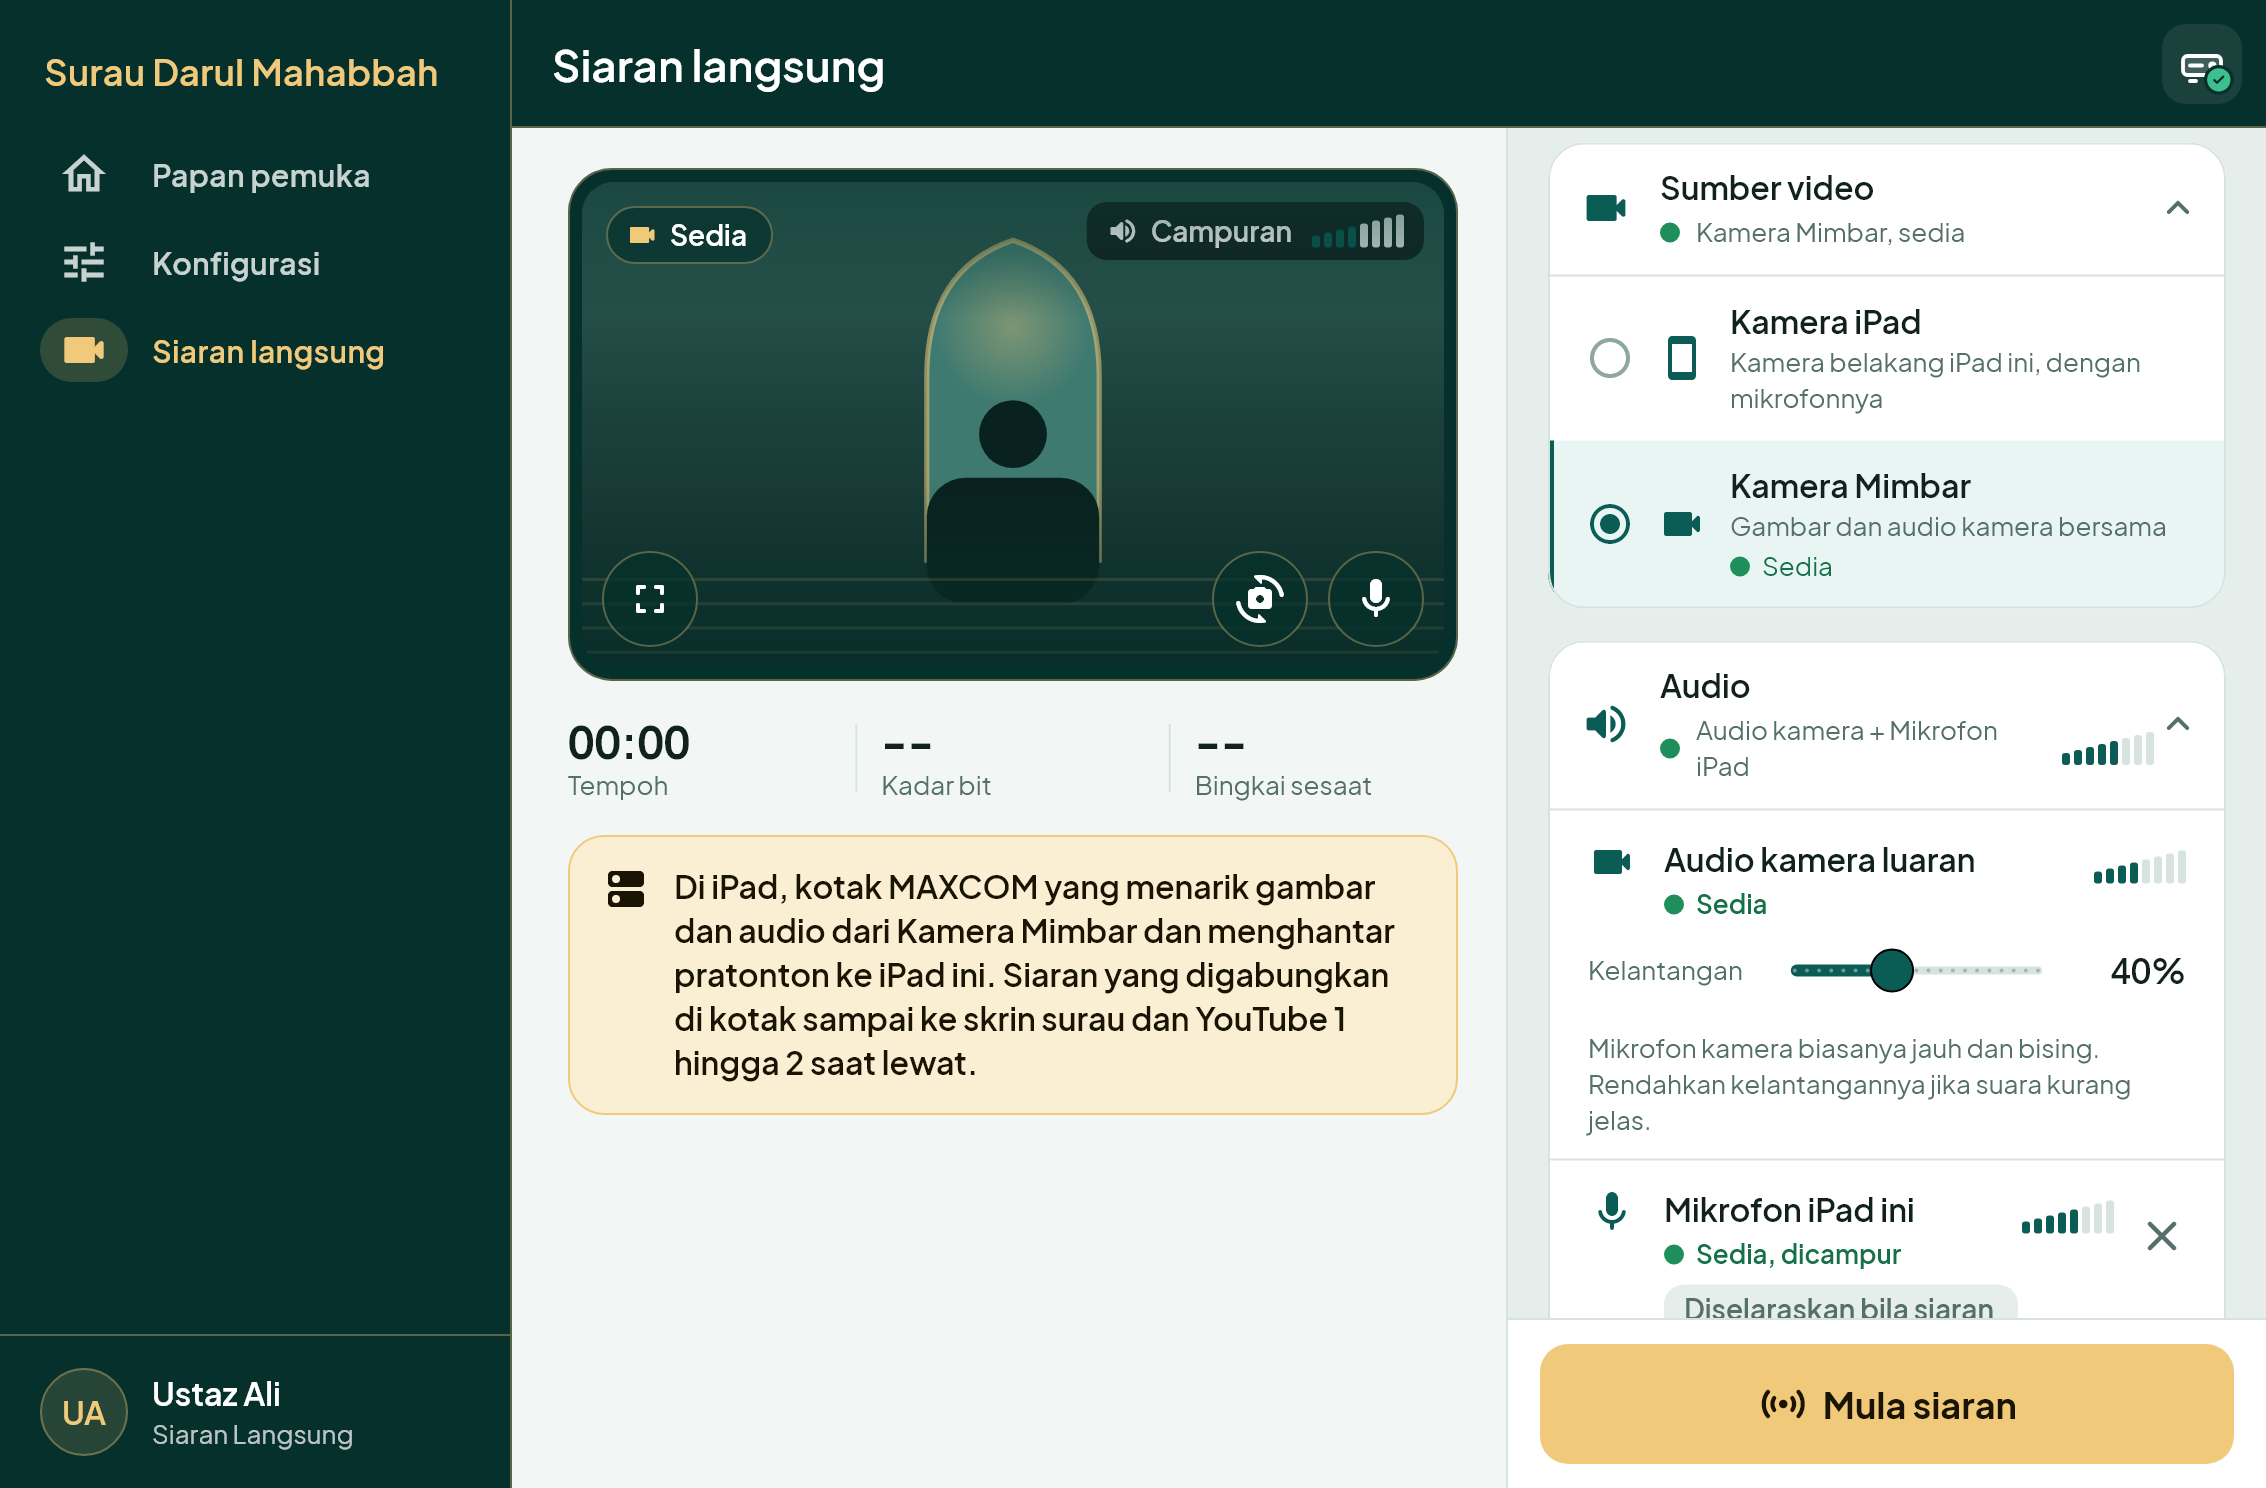 Surau Darul Mahabbah
Papan pemuka
Konfigurasi
Siaran langsung
UA
Ustaz Ali
Siaran Langsung
Siaran langsung
Sedia
Campuran
00:00
Tempoh
--
Kadar bit
--
Bingkai sesaat
Di iPad, kotak MAXCOM yang menarik gambar
dan audio dari Kamera Mimbar dan menghantar
pratonton ke iPad ini. Siaran yang digabungkan
di kotak sampai ke skrin surau dan YouTube 1
hingga 2 saat lewat.
Sumber video
Kamera Mimbar, sedia
Kamera iPad
Kamera belakang iPad ini, dengan
mikrofonnya
Kamera Mimbar
Gambar dan audio kamera bersama
Sedia
Audio
Audio kamera + Mikrofon
iPad
Audio kamera luaran
Sedia
Kelantangan
40%
Mikrofon kamera biasanya jauh dan bising.
Rendahkan kelantangannya jika suara kurang
jelas.
Mikrofon iPad ini
Sedia, dicampur
Diselaraskan bila siaran
Mula siaran